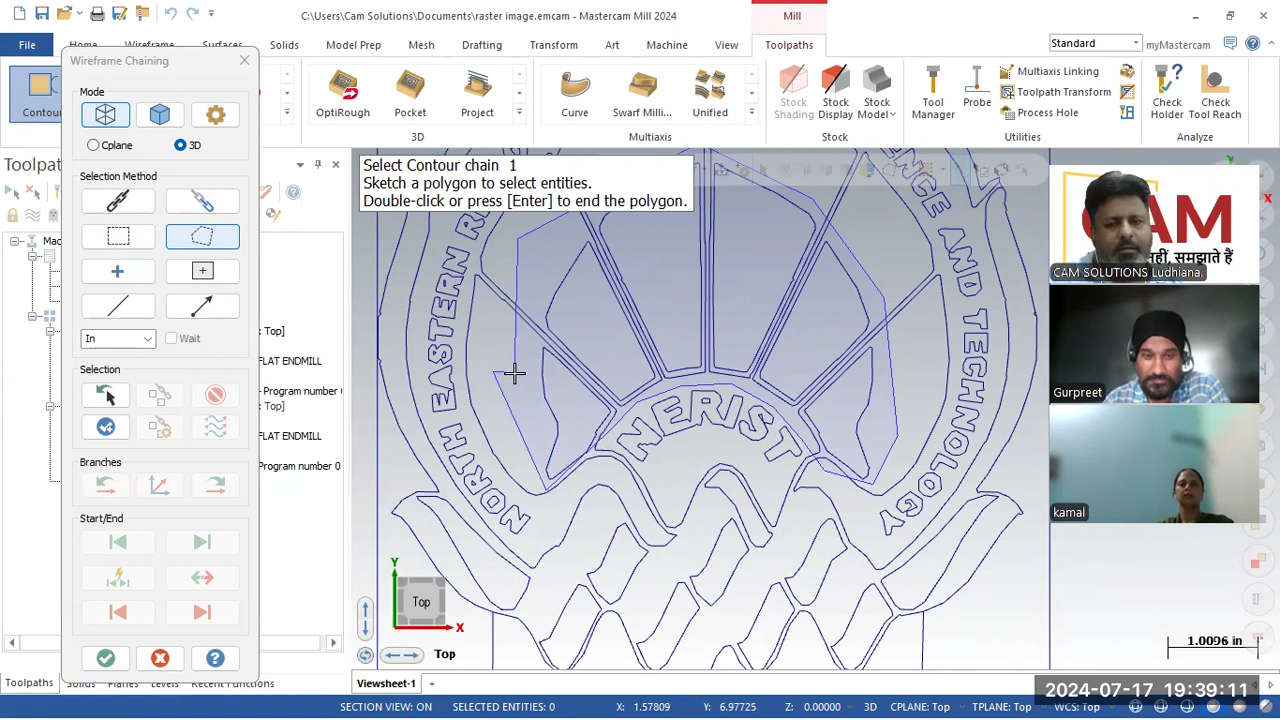 C:\Users\Cam Solutions\Documents\raster image.emcam - Mastercam Mill 2024
Mill
File
Home
Wireframe
Surfaces
Solids
Model Prep
Mesh
Drafting
Transform
Art
Machine
View
Toolpaths
Standard
myMastercam
Contour
OptiRough
Pocket
Project
3D
Curve
Swarf Milli...
Unified
Multiaxis
Stock Shading
Stock Display
Stock Model
Stock
Tool Manager
Probe
Multiaxis Linking
Toolpath Transform
Process Hole
Utilities
Check Holder
Check Tool Reach
Analyze
Wireframe Chaining
Mode
Cplane
3D
Selection Method
In
Wait
Selection
Branches
Start/End
: Top]
FLAT ENDMILL
- Program number
: Top]
FLAT ENDMILL
- Program number 0
Select Contour chain 1
Sketch a polygon to select entities.
Double-click or press [Enter] to end the polygon.
NORTH EASTERN
AND TECHNOLOGY
NERIST
Y
X
Top
Top
1.0096 in
CAM
नहीं, समझाते हैं
CAM SOLUTIONS Ludhiana.
Gurpreet
kamal
Toolpaths
Solids
Planes
Levels
Recent Functions
Viewsheet-1
2024-07-17 19:39:11
SECTION VIEW: ON
SELECTED ENTITIES: 0
X: 1.57809
Y: 6.97725
Z: 0.00000
3D
CPLANE: Top
TPLANE: Top
WCS: Top